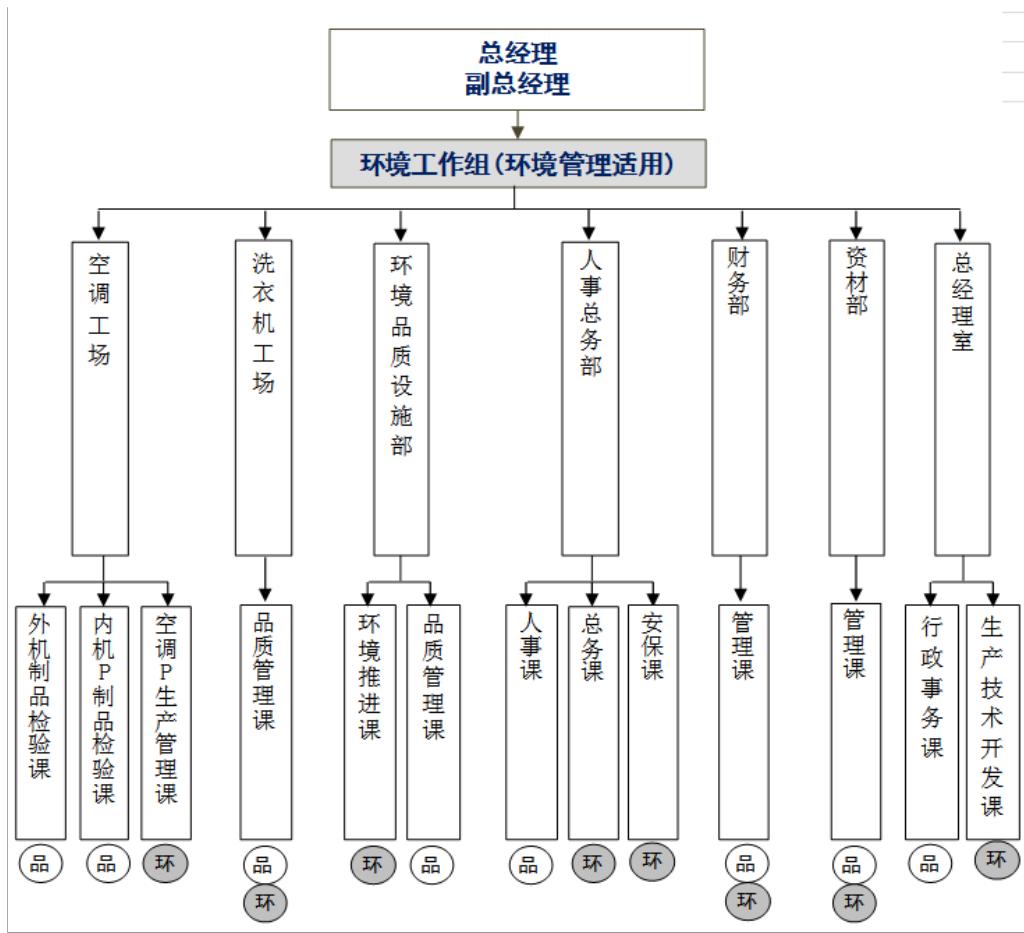 总经理
副总经理
环境工作组(环境管理适用)
空调工场
洗衣机工场
环境品质设施部
人事总务部
财务部
资材部
总经理室
外机制品检验课
内机P制品检验课
空调P生产管理课
品质管理课
环境推进课
品质管理课
人事课
总务课
安保课
管理课
管理课
行政事务课
生产技术开发课
品
品
环
品
环
环
品
品
环
环
品
环
品
环
品
环